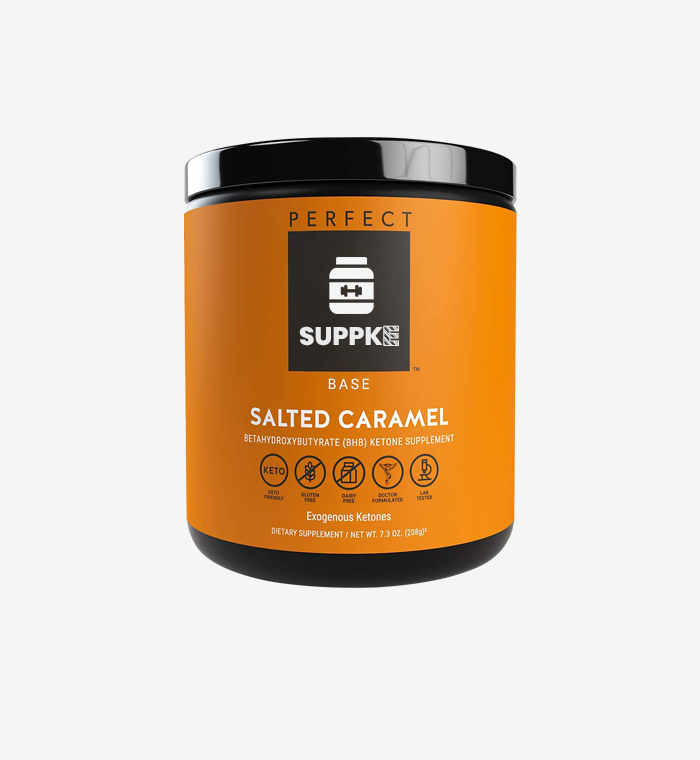 PERFECT
SUPPKE
™
BASE
SALTED CARAMEL
BETAHYDROXYBUTYRATE (BHB) KETONE SUPPLEMENT
KETO
KETO FRIENDLY
GLUTEN FREE
DAIRY FREE
DOCTOR FORMULATED
LAB TESTED
Exogenous Ketones
DIETARY SUPPLEMENT / NET WT. 7.3 OZ. (208g)